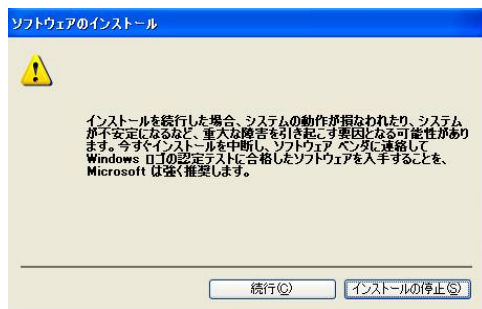 ソフトウェアのインストール
インストールを続行した場合、システムの動作が損なわれたり、システム
が不安定になるなど、重大な障害を引き起こす要因となる可能性があり
ます。今すぐインストールを中断し、ソフトウェア ベンダに連絡して
Windows ロゴの認定テストに合格したソフトウェアを入手することを、
Microsoft は強く推奨します。
続行(C) インストールの停止(S)